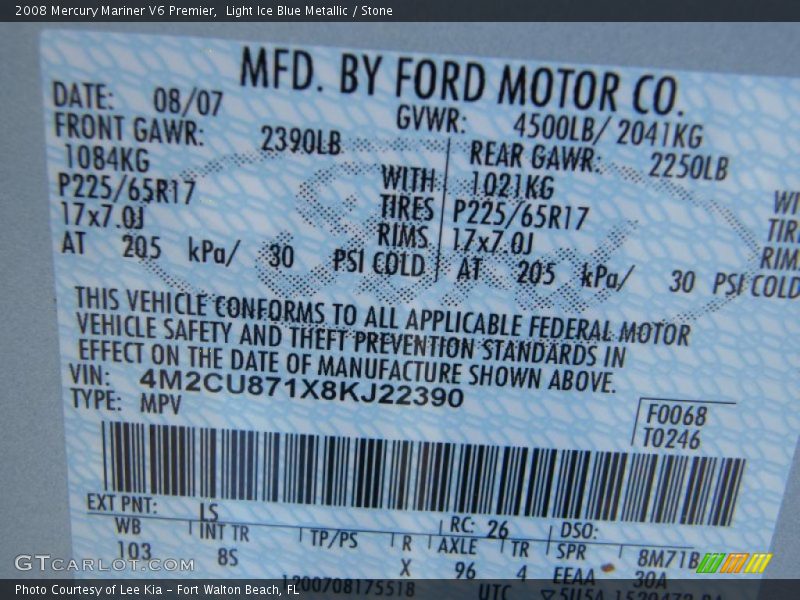 2008 Mercury Mariner V6 Premier, Light Ice Blue Metallic / Stone
MFD. BY FORD MOTOR CO.
DATE: 08/07 GVWR: 4500LB/ 2041KG
FRONT GAWR: 2390LB REAR GAWR: 2250LB
1084KG WITH 1021KG WI
P225/65R17 TIRES P225/65R17 TIR
17x7.0J RIMS 17x7.0J RIM
AT 205 kPa/ 30 PSI COLD AT 205 kPa/ 30 PSI COLD
THIS VEHICLE CONFORMS TO ALL APPLICABLE FEDERAL MOTOR
VEHICLE SAFETY AND THEFT PREVENTION STANDARDS IN
EFFECT ON THE DATE OF MANUFACTURE SHOWN ABOVE.
VIN: 4M2CU871X8KJ22390
TYPE: MPV
F0068
T0246
EXT PNT: LS RC: 26 DSO:
WB INT TR TP/PS R AXLE TR SPR 8M71B
103 8S X 96 4 EEAA 30A
1200708175518 UTC
GTCarLot.com
Photo Courtesy of Lee Kia – Fort Walton Beach, FL